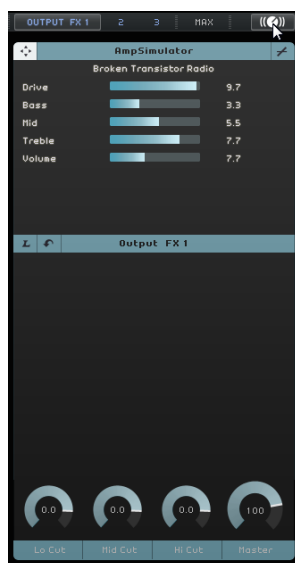 OUTPUT FX 1 2 3 MAX
AmpSimulator
Broken Transistor Radio
Drive 9.7
Bass 3.3
Mid 5.5
Treble 7.7
Volume 7.7
L Output FX 1
0.0 0.0 0.0 100
Lo Cut Mid Cut Hi Cut Master